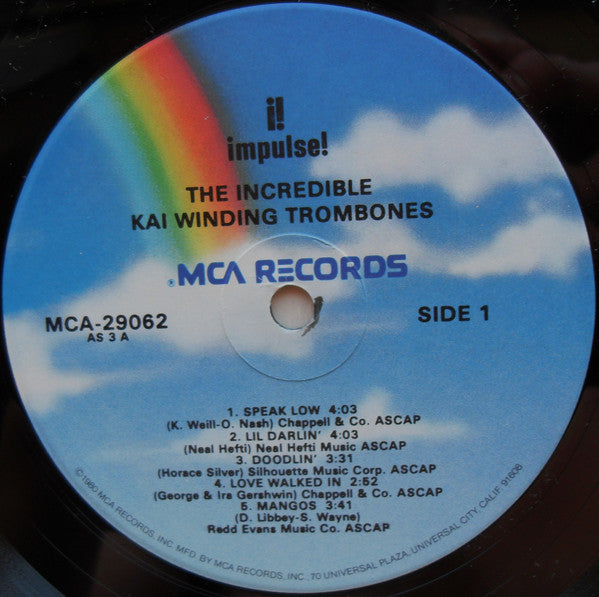 i!
impulse!
THE INCREDIBLE
KAI WINDING TROMBONES
®MCA RECORDS
MCA-29062
AS 3 A
SIDE 1
1. SPEAK LOW 4:03
(K. Weill-O. Nash) Chappell & Co. ASCAP
2. LIL DARLIN' 4:03
(Neal Hefti) Neal Hefti Music ASCAP
3. DOODLIN' 3:31
(Horace Silver) Silhouette Music Corp. ASCAP
4. LOVE WALKED IN 2:52
(George & Ira Gershwin) Chappell & Co. ASCAP
5. MANGOS 3:41
(D. Libbey-S. Wayne)
Redd Evans Music Co. ASCAP
©1980 MCA RECORDS, INC. MFD. BY MCA RECORDS, INC., 70 UNIVERSAL PLAZA, UNIVERSAL CITY, CALIF. 91608